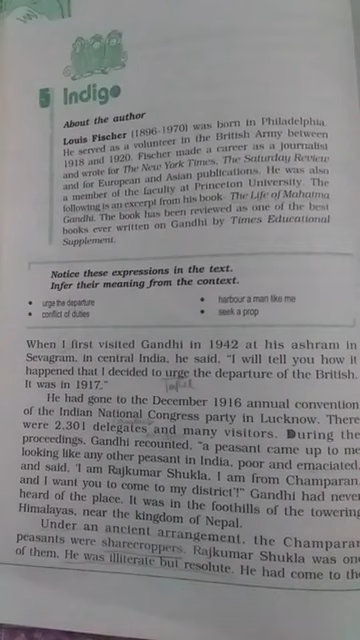 5 Indigo
About the author
Louis Fischer (1896-1970) was born in Philadelphia.
He served as a volunteer in the British Army between
1918 and 1920. Fischer made a career as a journalist
and wrote for The New York Times, The Saturday Review
and for European and Asian publications. He was also
a member of the faculty at Princeton University. The
following is an excerpt from his book- The Life of Mahatma
Gandhi. The book has been reviewed as one of the best
books ever written on Gandhi by Times Educational
Supplement.
Notice these expressions in the text.
Infer their meaning from the context.
• urge the departure
• conflict of duties
• harbour a man like me
• seek a prop
When I first visited Gandhi in 1942 at his ashram in
Sevagram, in central India, he said, “I will tell you how it
happened that I decided to urge the departure of the British.
It was in 1917.”
He had gone to the December 1916 annual convention
of the Indian National Congress party in Lucknow. There
were 2,301 delegates and many visitors. During the
proceedings, Gandhi recounted, “a peasant came up to me
looking like any other peasant in India, poor and emaciated,
and said, ‘I am Rajkumar Shukla. I am from Champaran,
and I want you to come to my district’!” Gandhi had never
heard of the place. It was in the foothills of the towering
Himalayas, near the kingdom of Nepal.
Under an ancient arrangement, the Champaran
peasants were sharecroppers. Rajkumar Shukla was one
of them. He was illiterate but resolute. He had come to the